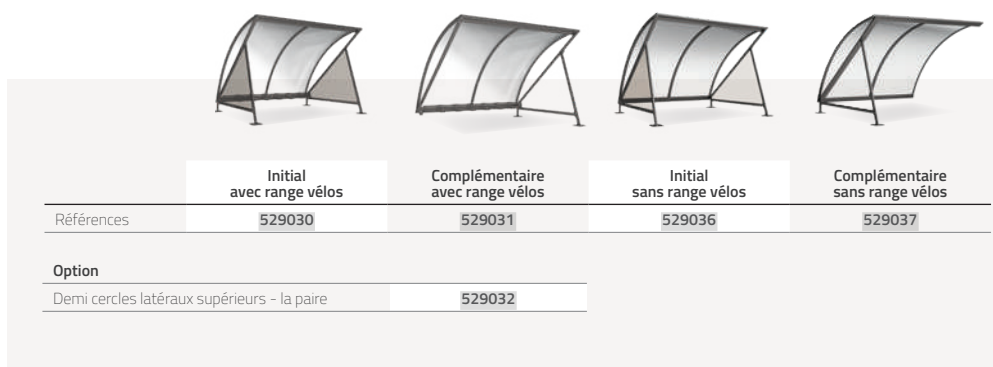 Initial
avec range vélos
Complémentaire
avec range vélos
Initial
sans range vélos
Complémentaire
sans range vélos
Références 529030 529031 529036 529037
Option
Demi cercles latéraux supérieurs - la paire 529032